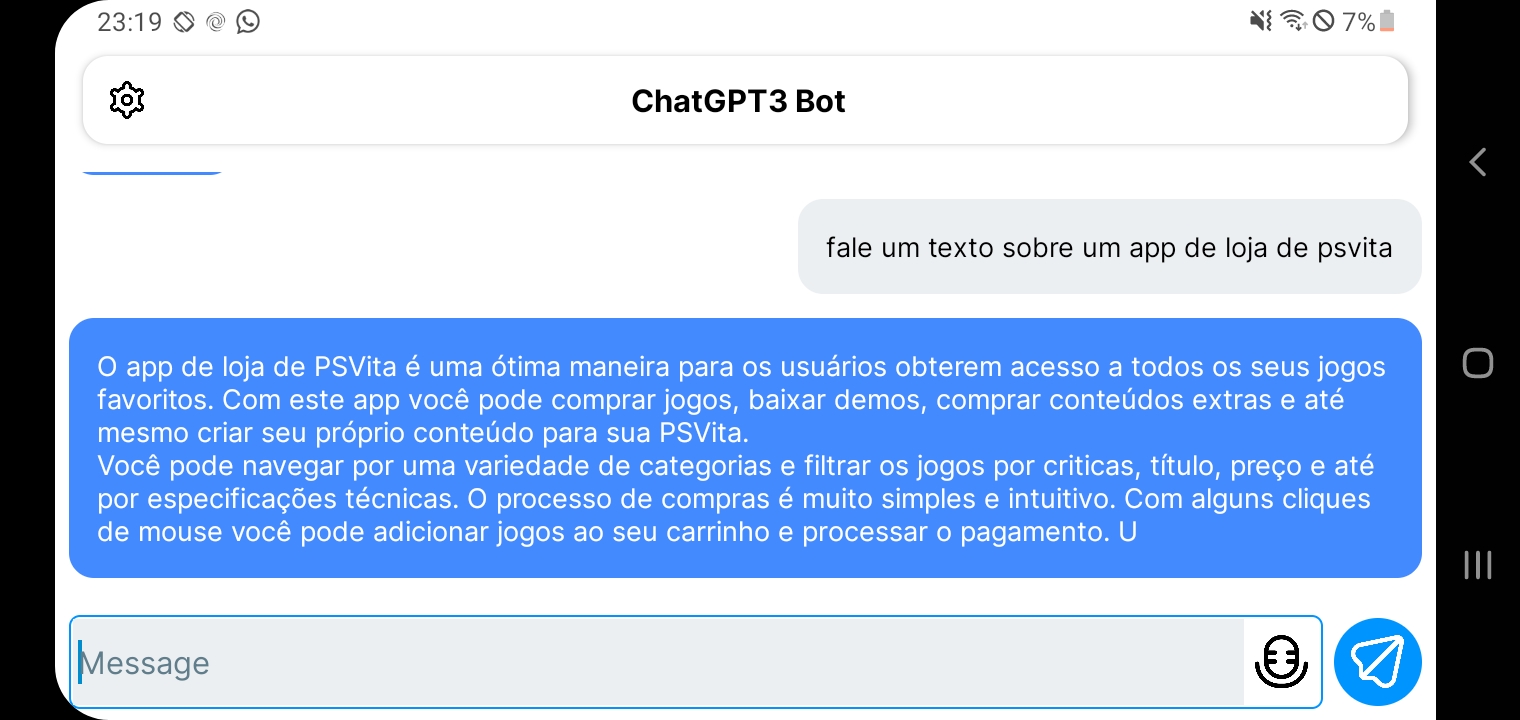 23:19
7%
ChatGPT3 Bot
fale um texto sobre um app de loja de psvita
O app de loja de PSVita é uma ótima maneira para os usuários obterem acesso a todos os seus jogos
favoritos. Com este app você pode comprar jogos, baixar demos, comprar conteúdos extras e até
mesmo criar seu próprio conteúdo para sua PSVita.
Você pode navegar por uma variedade de categorias e filtrar os jogos por criticas, título, preço e até
por especificações técnicas. O processo de compras é muito simples e intuitivo. Com alguns cliques
de mouse você pode adicionar jogos ao seu carrinho e processar o pagamento. U
Message